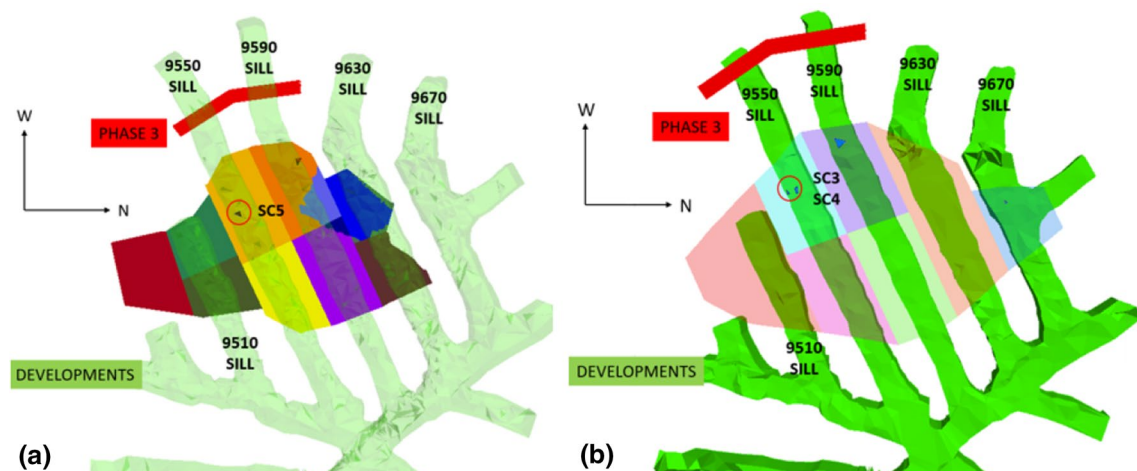 9550
SILL
9590
SILL
9630
SILL
9670
SILL
W
PHASE 3
N
SC5
9510
SILL
DEVELOPMENTS
(a)
9550
SILL
9590
SILL
9630
SILL
9670
SILL
W
PHASE 3
SC3
SC4
N
9510
SILL
DEVELOPMENTS
(b)